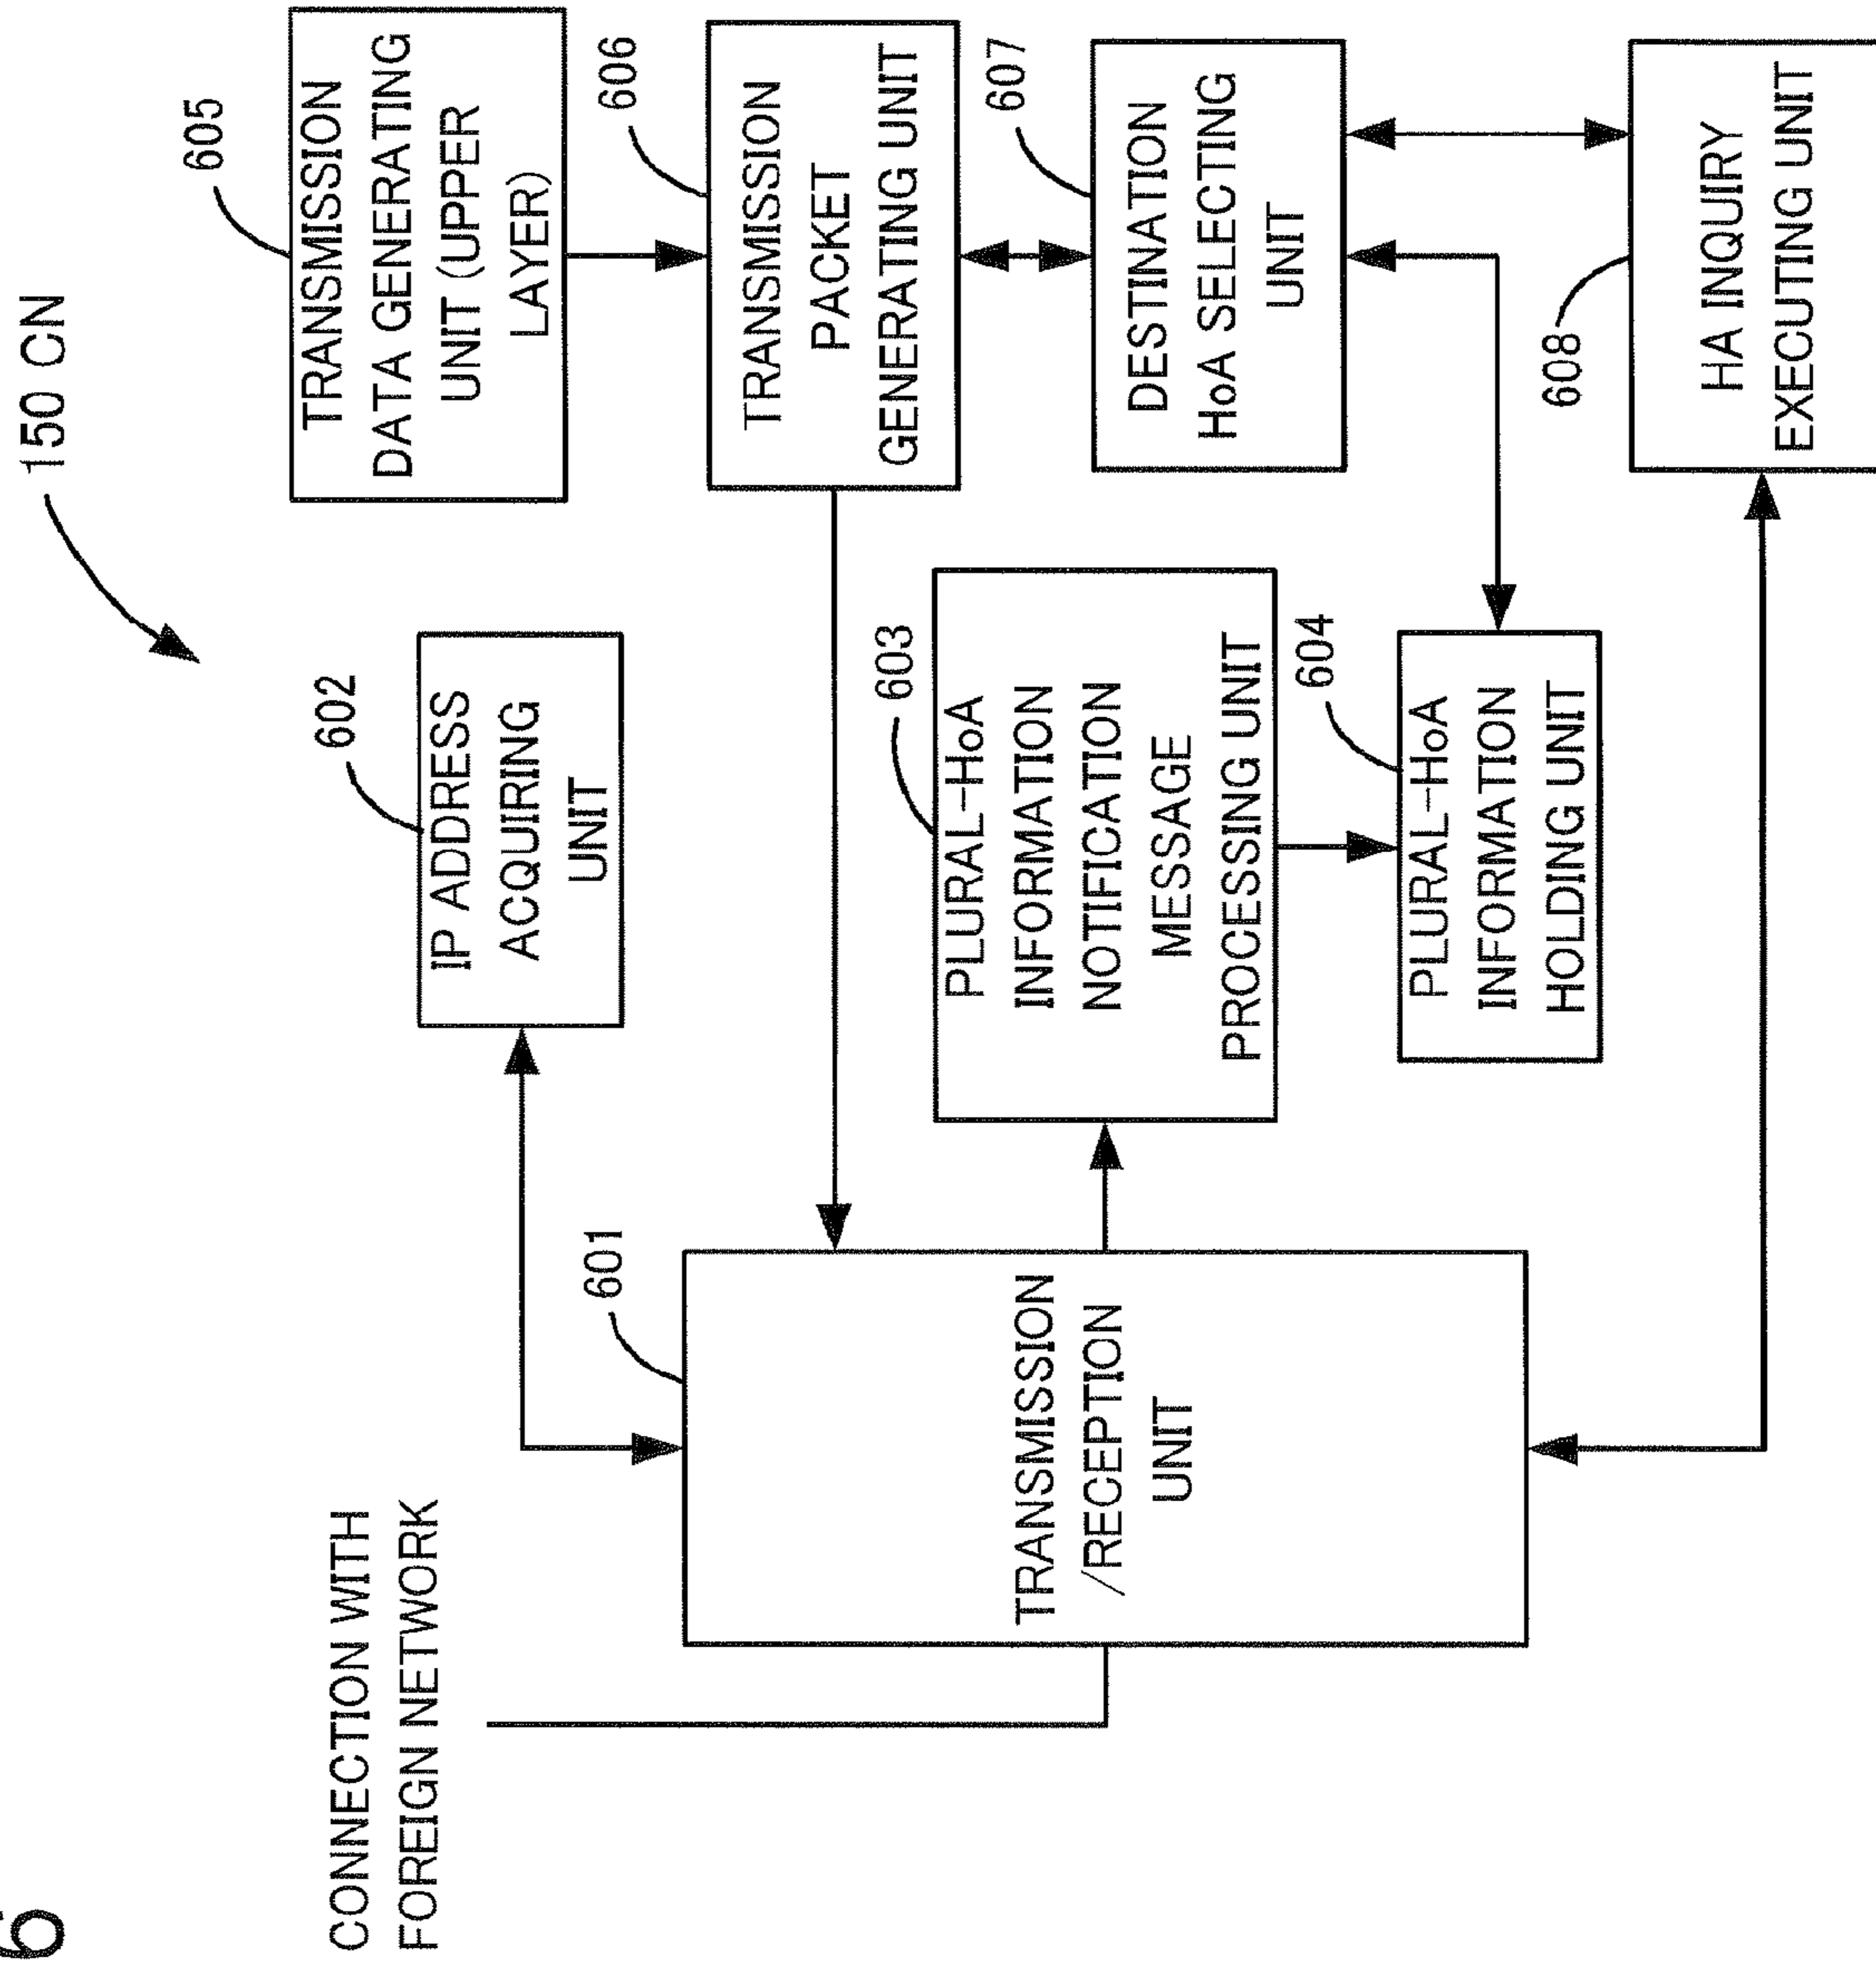 6
150 CN
CONNECTION WITH
FOREIGN NETWORK
601
TRANSMISSION
/RECEPTION
UNIT
602
IP ADDRESS
ACQUIRING
UNIT
603
PLURAL-HoA
INFORMATION
NOTIFICATION
MESSAGE
PROCESSING UNIT
604
PLURAL-HoA
INFORMATION
HOLDING UNIT
605
TRANSMISSION
DATA GENERATING
UNIT (UPPER
LAYER)
606
TRANSMISSION
PACKET
GENERATING UNIT
607
DESTINATION
HoA SELECTING
UNIT
608
HA INQUIRY
EXECUTING UNIT